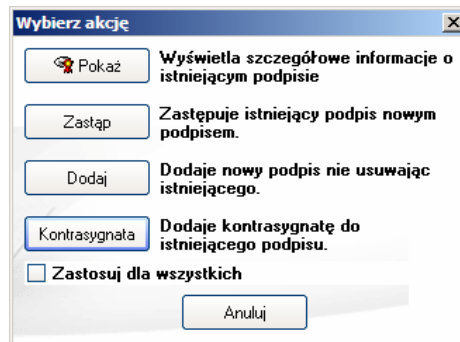 Wybierz akcję
Pokaż
Wyświetla szczegółowe informacje o
istniejącym podpisie
Zastąp
Zastępuje istniejący podpis nowym
podpisem.
Dodaj
Dodaje nowy podpis nie usuwając
istniejącego.
Kontrasygnata
Dodaje kontrasygnatę do
istniejącego podpisu.
Zastosuj dla wszystkich
Anuluj